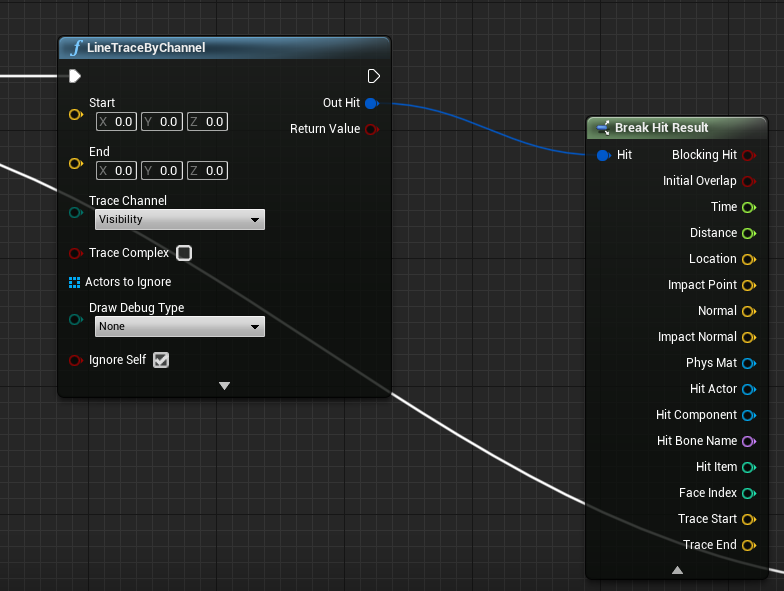 LineTraceByChannel
Start
X 0.0 Y 0.0 Z 0.0
End
X 0.0 Y 0.0 Z 0.0
Trace Channel
Visibility
Trace Complex
Actors to Ignore
Draw Debug Type
None
Ignore Self
Out Hit
Return Value
Break Hit Result
Hit
Blocking Hit
Initial Overlap
Time
Distance
Location
Impact Point
Normal
Impact Normal
Phys Mat
Hit Actor
Hit Component
Hit Bone Name
Hit Item
Face Index
Trace Start
Trace End